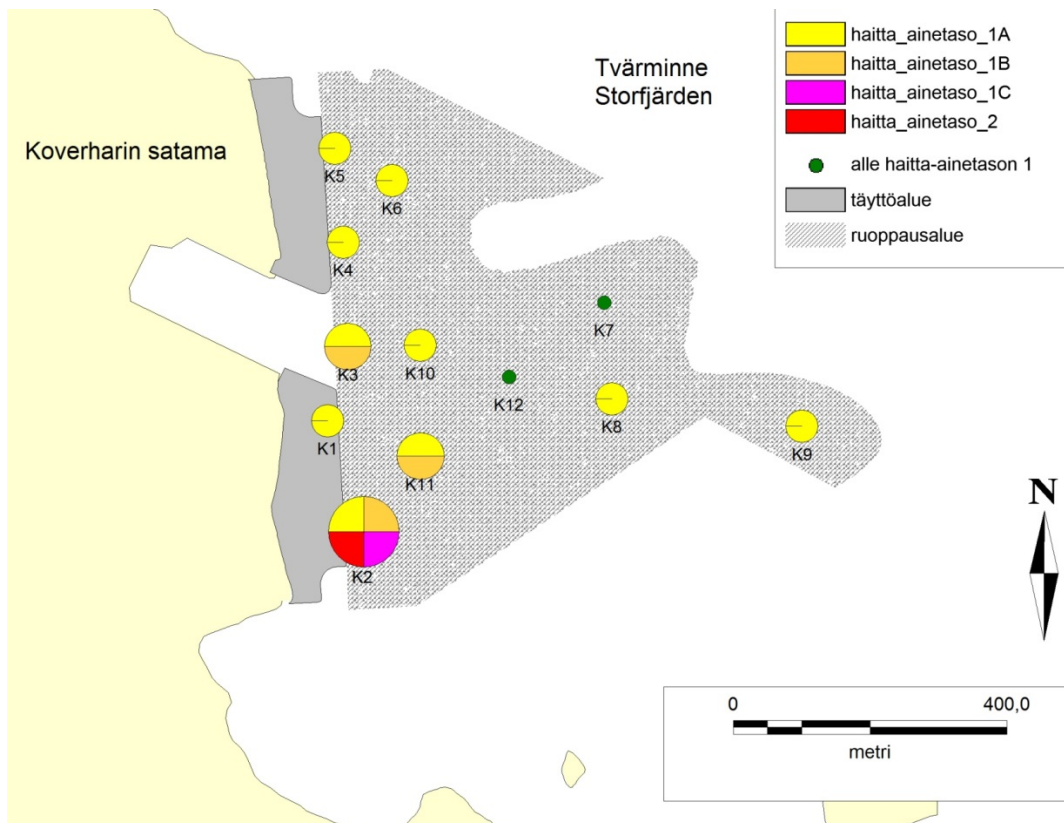 haitta_ainetaso_1A
haitta_ainetaso_1B
haitta_ainetaso_1C
haitta_ainetaso_2
alle haitta-ainetason 1
täyttöalue
ruoppausalue
Tvärminne
Storfjärden
Koverharin satama
K5
K6
K4
K7
K3
K10
K12
K8
K1
K9
K11
K2
N
0 400,0
metri